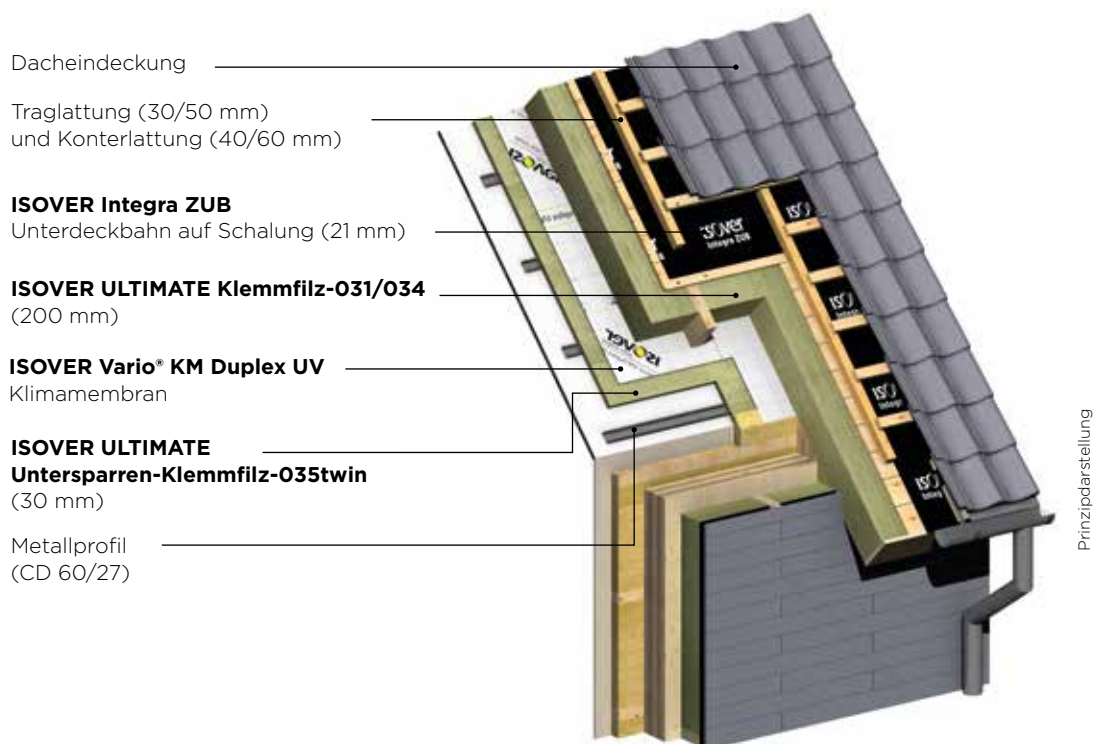 Dacheindeckung
Traglattung (30/50 mm)
und Konterlattung (40/60 mm)
ISOVER Integra ZUB
Unterdeckbahn auf Schalung (21 mm)
ISOVER ULTIMATE Klemmfilz-031/034
(200 mm)
ISOVER Vario® KM Duplex UV
Klimamembran
ISOVER ULTIMATE
Untersparren-Klemmfilz-035twin
(30 mm)
Metallprofil
(CD 60/27)
isover
Integra ZUB
Prinzipdarstellung